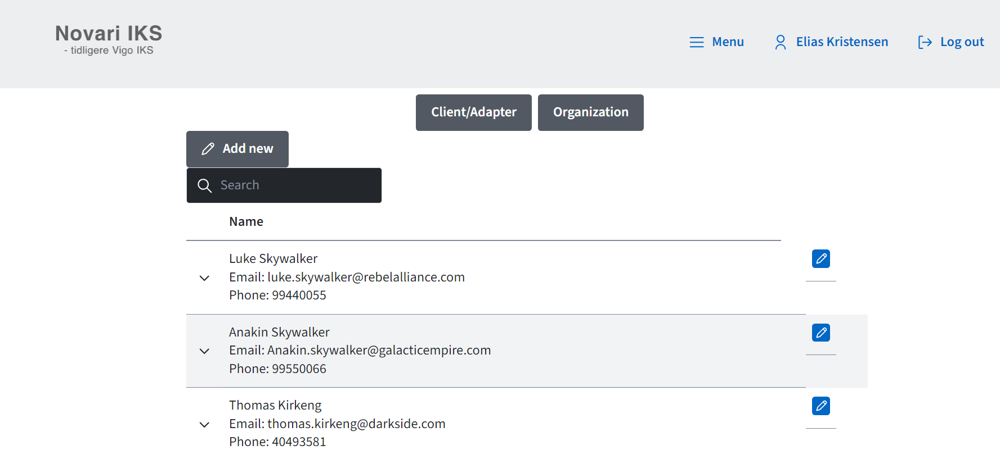 Novari IKS
- tidligere Vigo IKS
Menu
Elias Kristensen
Log out
Client/Adapter
Organization
Add new
Search
Name
Luke Skywalker
Email: luke.skywalker@rebelalliance.com
Phone: 99440055
Anakin Skywalker
Email: Anakin.skywalker@galacticempire.com
Phone: 99550066
Thomas Kirkeng
Email: thomas.kirkeng@darkside.com
Phone: 40493581